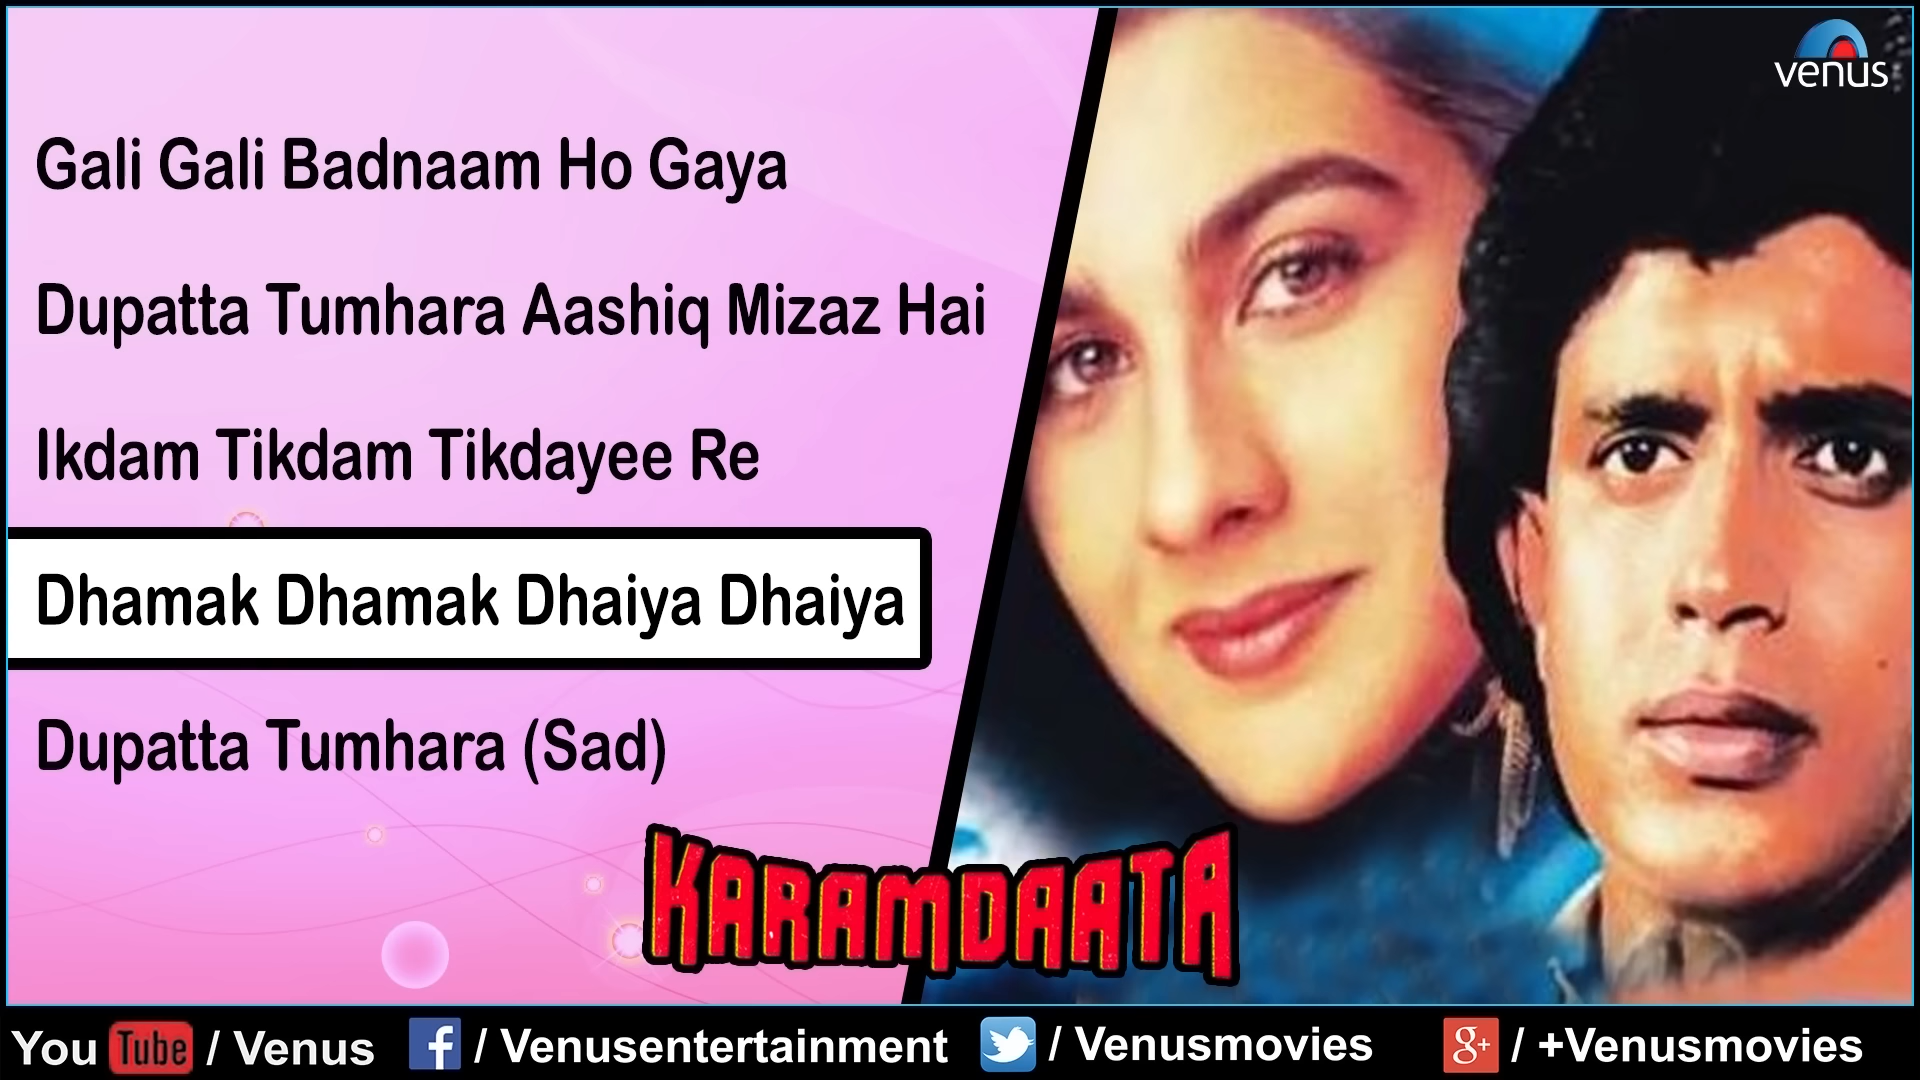 venus
Gali Gali Badnaam Ho Gaya
Dupatta Tumhara Aashiq Mizaz Hai
Ikdam Tikdam Tikdayee Re
Dhamak Dhamak Dhaiya Dhaiya
Dupatta Tumhara (Sad)
KARAMDAATA
You Tube / Venus f / Venusentertainment / Venusmovies g+ / +Venusmovies